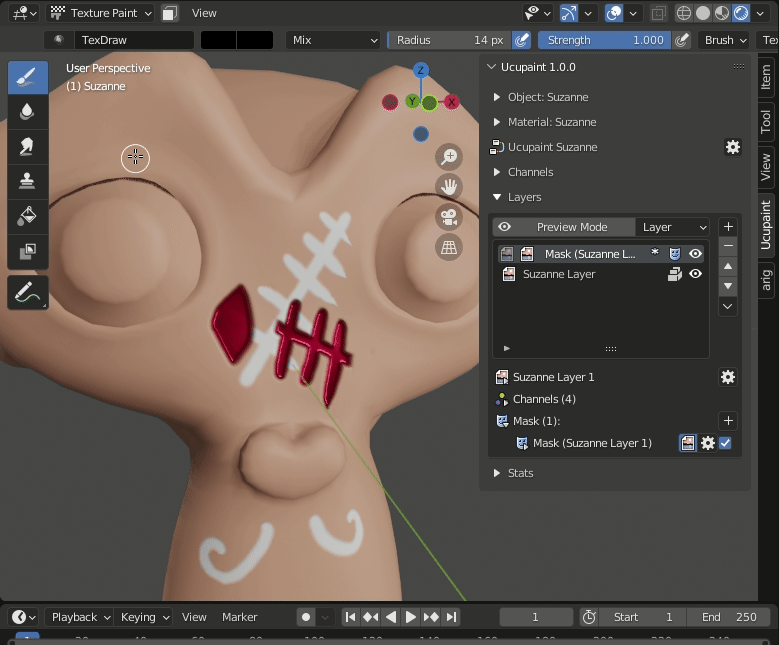 Texture Paint View
TexDraw Mix Radius 14 px Strength 1.000 Brush Tex
User Perspective
(1) Suzanne
Z
Y
X
Ucupaint 1.0.0
Object: Suzanne
Material: Suzanne
Ucupaint Suzanne
Channels
Layers
Preview Mode Layer
Mask (Suzanne L...
*
Suzanne Layer
Suzanne Layer 1
Channels (4)
Mask (1):
Mask (Suzanne Layer 1)
Stats
Item
Tool
View
Ucupaint
arig
Playback Keying View Marker 1 Start 1 End 250